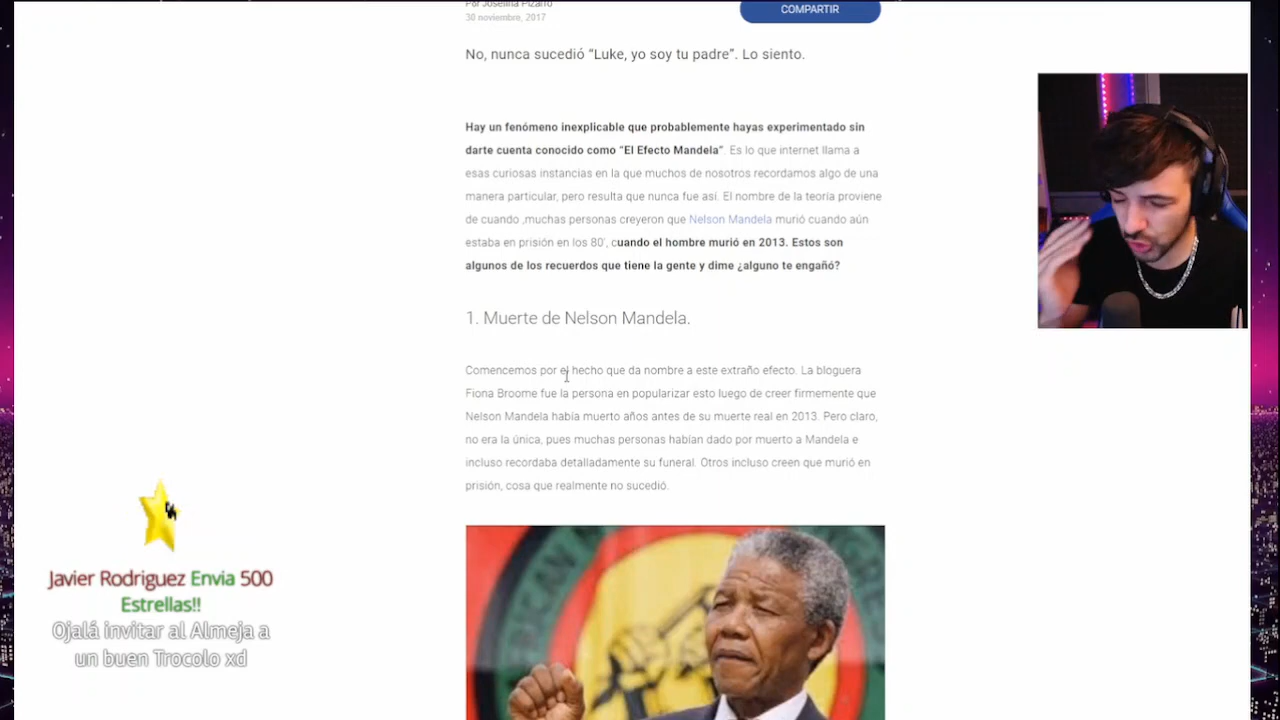 Por Josefina Pizarro
30 noviembre, 2017
COMPARTIR
No, nunca sucedió “Luke, yo soy tu padre”. Lo siento.
Hay un fenómeno inexplicable que probablemente hayas experimentado sin
darte cuenta conocido como “El Efecto Mandela”. Es lo que internet llama a
esas curiosas instancias en la que muchos de nosotros recordamos algo de una
manera particular, pero resulta que nunca fue así. El nombre de la teoría proviene
de cuando ,muchas personas creyeron que Nelson Mandela murió cuando aún
estaba en prisión en los 80’, cuando el hombre murió en 2013. Estos son
algunos de los recuerdos que tiene la gente y dime ¿alguno te engañó?
1. Muerte de Nelson Mandela.
Comencemos por el hecho que da nombre a este extraño efecto. La bloguera
Fiona Broome fue la persona en popularizar esto luego de creer firmemente que
Nelson Mandela había muerto años antes de su muerte real en 2013. Pero claro,
no era la única, pues muchas personas habían dado por muerto a Mandela e
incluso recordaba detalladamente su funeral. Otros incluso creen que murió en
prisión, cosa que realmente no sucedió.
Javier Rodriguez Envia 500
Estrellas!!
Ojalá invitar al Almeja a
un buen Trocolo xd